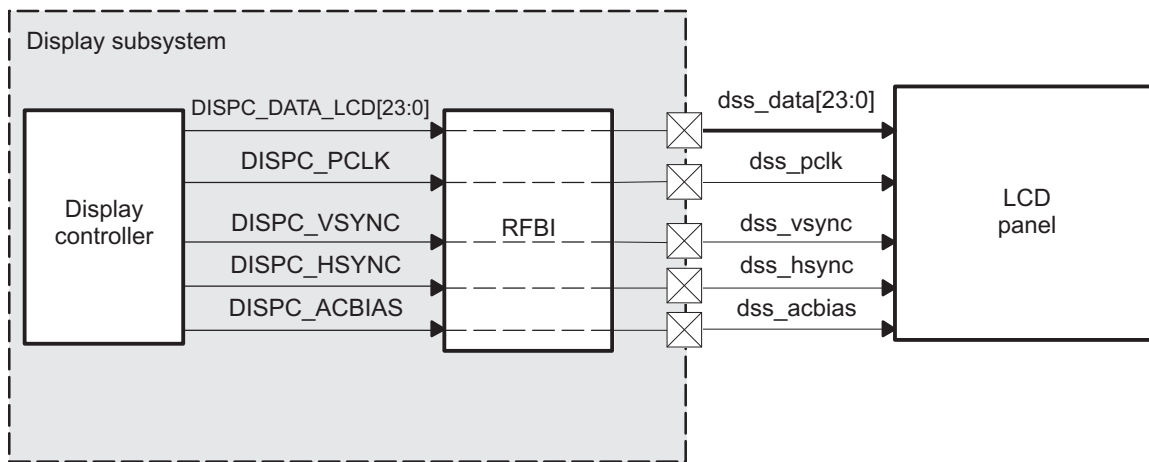 Display subsystem
DISPC_DATA_LCD[23:0]
dss_data[23:0]
DISPC_PCLK
dss_pclk
Display
controller
DISPC_VSYNC
RFBI
dss_vsync
LCD
panel
DISPC_HSYNC
dss_hsync
DISPC_ACBIAS
dss_acbias